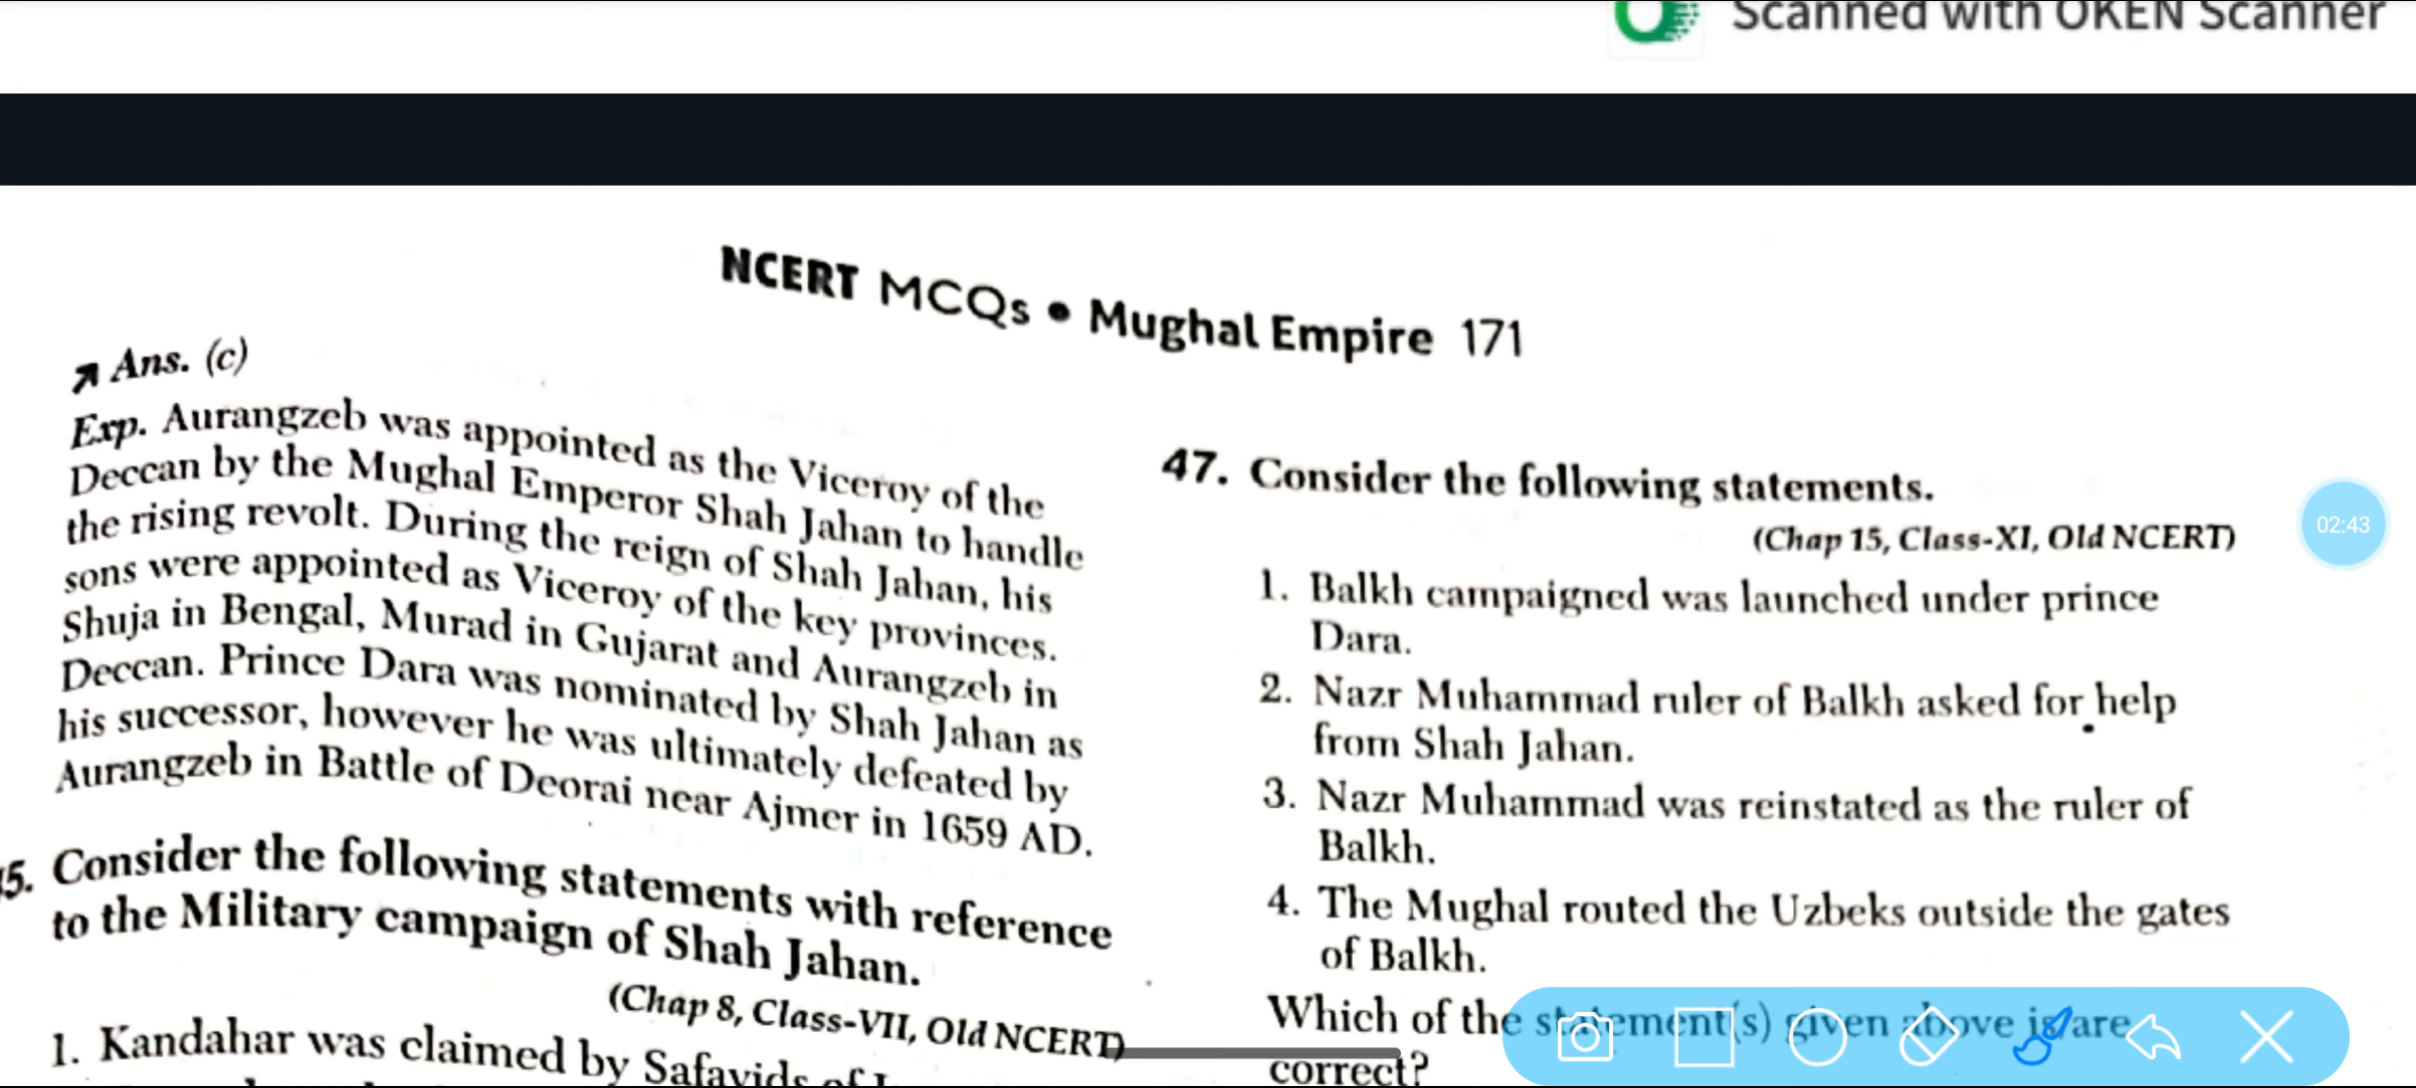 Scanned with OKEN Scanner
NCERT MCQs • Mughal Empire 171
Ans. (c)
Exp. Aurangzeb was appointed as the Viceroy of the
Deccan by the Mughal Emperor Shah Jahan to handle
the rising revolt. During the reign of Shah Jahan, his
sons were appointed as Viceroy of the key provinces.
Shuja in Bengal, Murad in Gujarat and Aurangzeb in
Deccan. Prince Dara was nominated by Shah Jahan as
his successor, however he was ultimately defeated by
Aurangzeb in Battle of Deorai near Ajmer in 1659 AD.
5. Consider the following statements with reference
to the Military campaign of Shah Jahan.
(Chap 8, Class-VII, Old NCERT)
1. Kandahar was claimed by Safavids of
47. Consider the following statements.
(Chap 15, Class-XI, Old NCERT)
1. Balkh campaigned was launched under prince
Dara.
2. Nazr Muhammad ruler of Balkh asked for help
from Shah Jahan.
3. Nazr Muhammad was reinstated as the ruler of
Balkh.
4. The Mughal routed the Uzbeks outside the gates
of Balkh.
Which of the statement(s) given above is/are
correct?
02:43